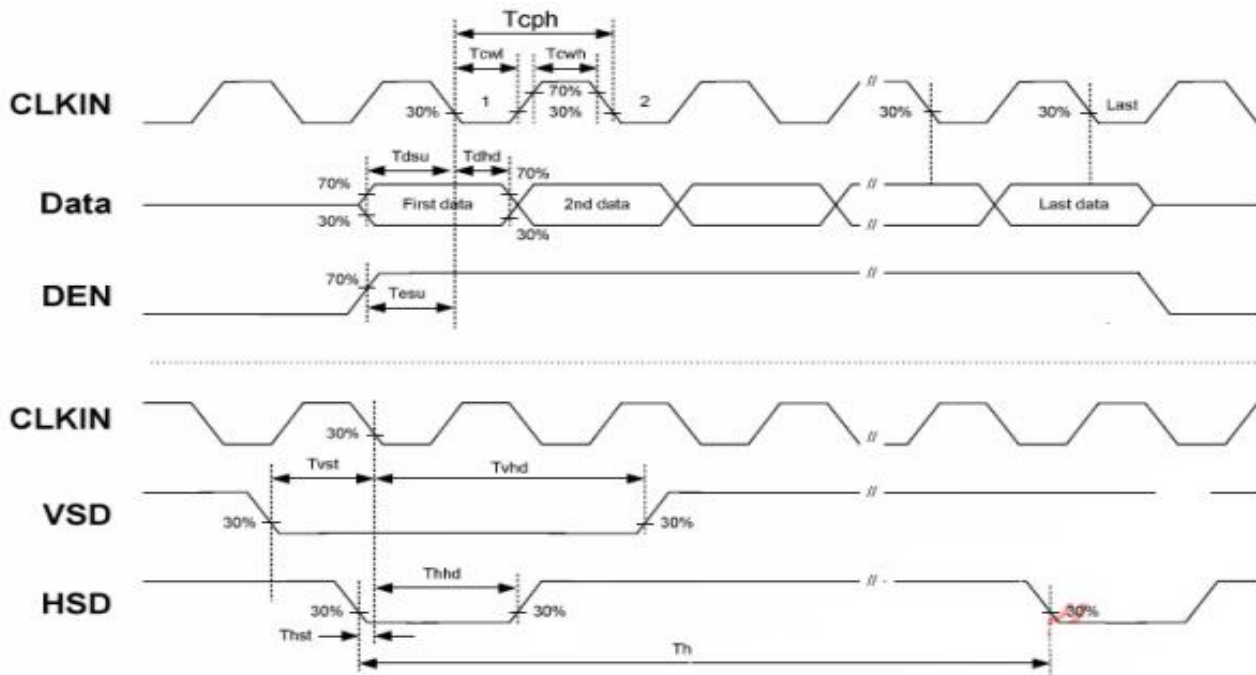 Tcph
Tcwl Tcwh
CLKIN 30% 1 70% 30% 2 // 30% 30% Last
Tdsu Tdhd
70% 70%
Data First data 2nd data // Last data
30% 30%
DEN 70% Tesu //
CLKIN 30% //
Tvst Tvhd
VSD 30% 30% //
Thhd
HSD 30% 30% // 30%
Thst
Th